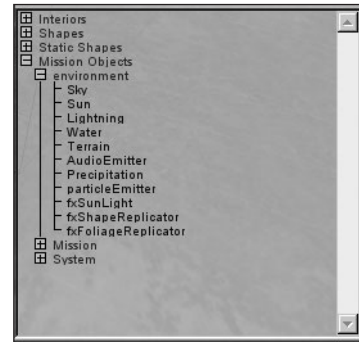 Interiors
Shapes
Static Shapes
Mission Objects
environment
Sky
Sun
Lightning
Water
Terrain
AudioEmitter
Precipitation
particleEmitter
fxSunLight
fxShapeReplicator
fxFoliageReplicator
Mission
System